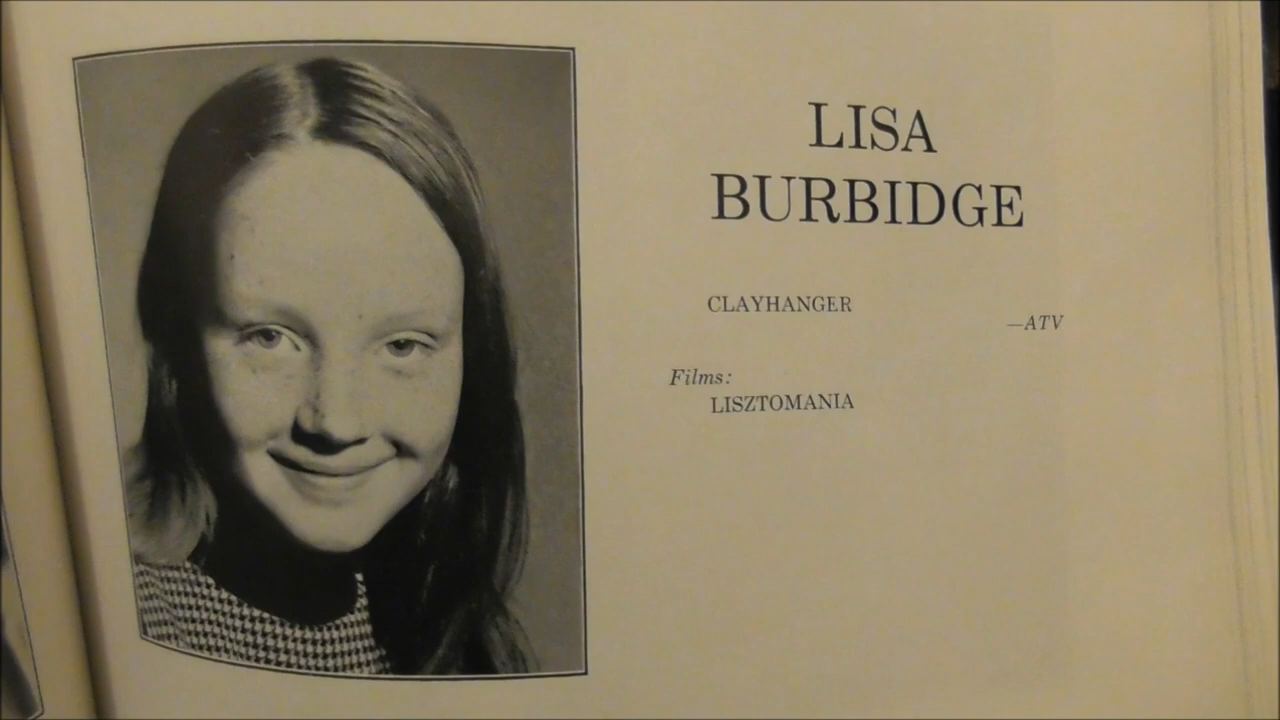 LISA
BURBIDGE
CLAYHANGER
—ATV
Films:
LISZTOMANIA